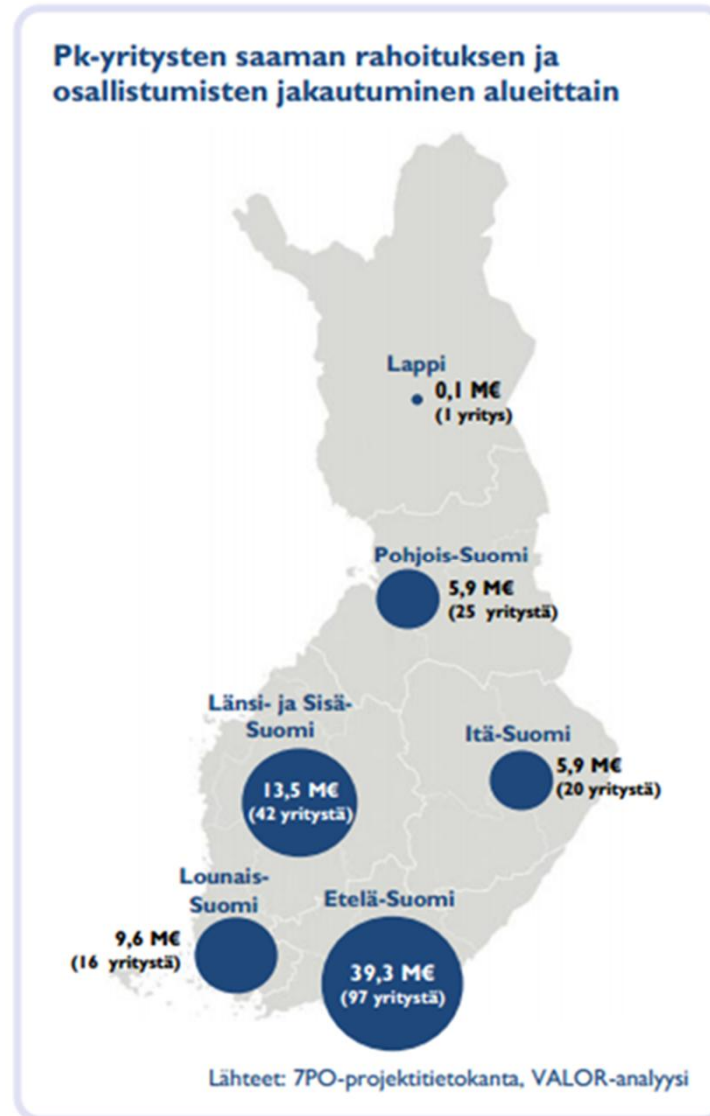 Pk-yritysten saaman rahoituksen ja
osallistumisten jakautuminen alueittain
Lappi
0,1 M€
(1 yritys)
Pohjois-Suomi
5,9 M€
(25 yritystä)
Länsi- ja Sisä-
Suomi
13,5 M€
(42 yritystä)
Itä-Suomi
5,9 M€
(20 yritystä)
Lounais-
Suomi
9,6 M€
(16 yritystä)
Etelä-Suomi
39,3 M€
(97 yritystä)
Lähteet: 7PO-projektitietokanta, VALOR-analyysi